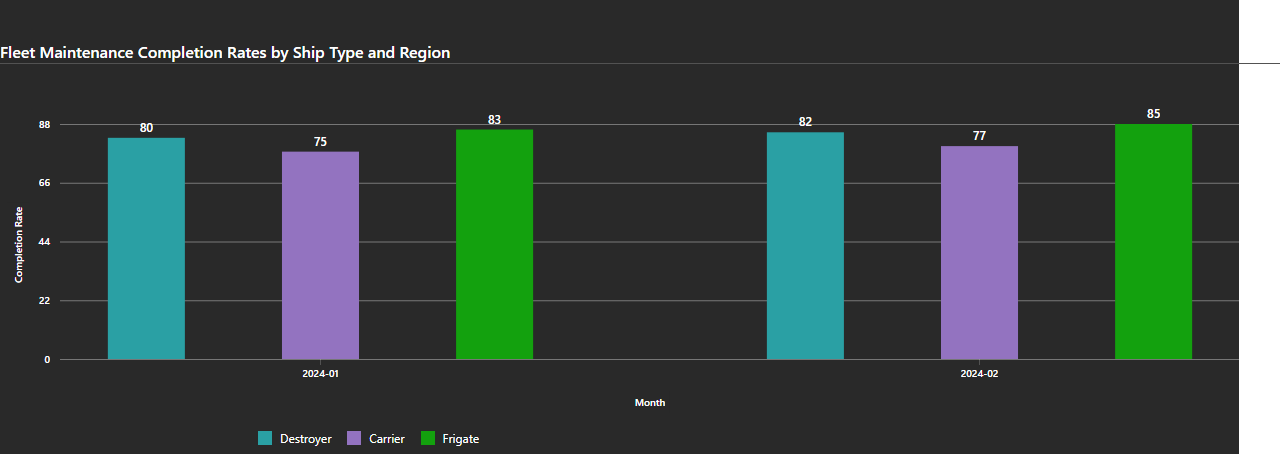 Fleet Maintenance Completion Rates by Ship Type and Region
88
66
44
22
0
Completion Rate
80
75
83
82
77
85
2024-01
2024-02
Month
Destroyer
Carrier
Frigate